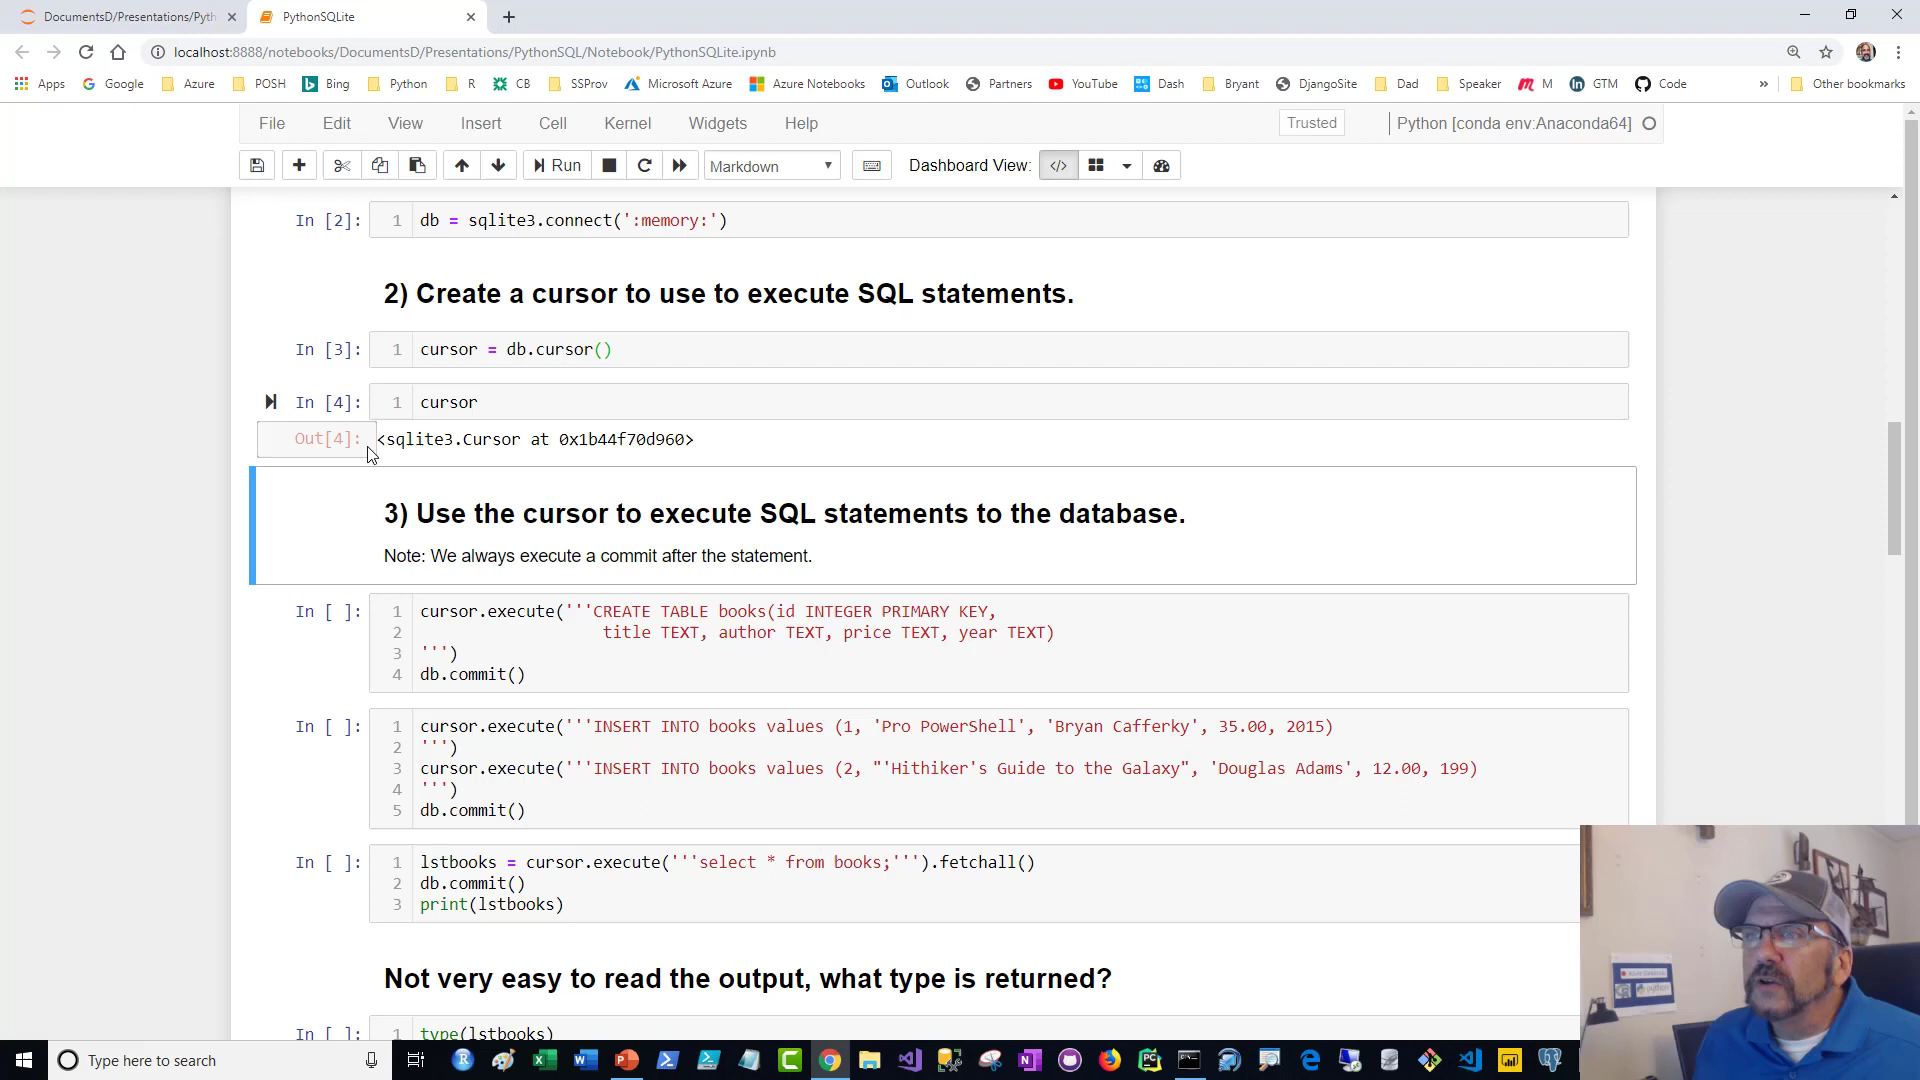 DocumentsD/Presentations/Pyth
PythonSQLite
localhost:8888/notebooks/DocumentsD/Presentations/PythonSQL/Notebook/PythonSQLite.ipynb
Apps Google Azure POSH Bing Python R CB SSProv Microsoft Azure Azure Notebooks Outlook Partners YouTube Dash Bryant DjangoSite Dad Speaker M GTM Code » Other bookmarks
File Edit View Insert Cell Kernel Widgets Help Trusted Python [conda env:Anaconda64]
Run Markdown Dashboard View: </>
In [2]: 1 db = sqlite3.connect(':memory:')
2) Create a cursor to use to execute SQL statements.
In [3]: 1 cursor = db.cursor()
In [4]: 1 cursor
Out[4]: <sqlite3.Cursor at 0x1b44f70d960>
3) Use the cursor to execute SQL statements to the database.
Note: We always execute a commit after the statement.
In [ ]: 1 cursor.execute('''CREATE TABLE books(id INTEGER PRIMARY KEY,
2 title TEXT, author TEXT, price TEXT, year TEXT)
3 ''')
4 db.commit()
In [ ]: 1 cursor.execute('''INSERT INTO books values (1, 'Pro PowerShell', 'Bryan Cafferky', 35.00, 2015)
2 ''')
3 cursor.execute('''INSERT INTO books values (2, "'Hithiker's Guide to the Galaxy", 'Douglas Adams', 12.00, 199)
4 ''')
5 db.commit()
In [ ]: 1 lstbooks = cursor.execute('''select * from books;''').fetchall()
2 db.commit()
3 print(lstbooks)
Not very easy to read the output, what type is returned?
In [ ]: 1 type(lstbooks)
Type here to search